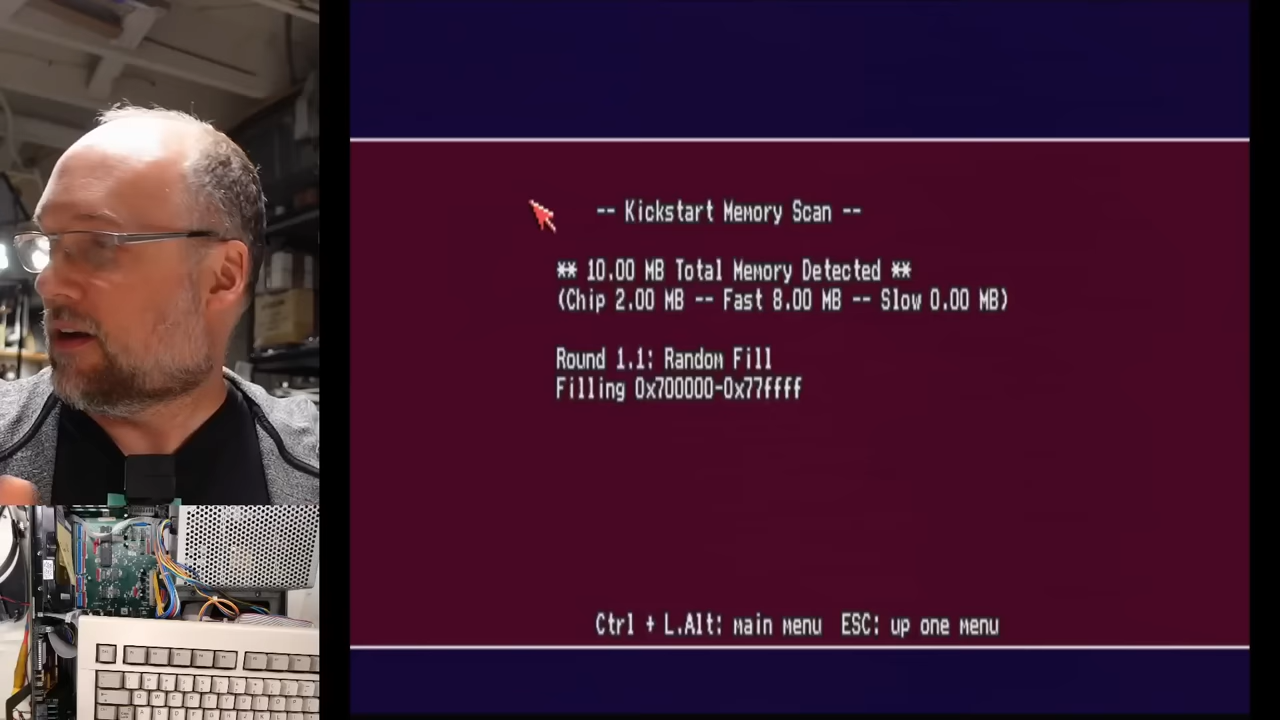 -- Kickstart Memory Scan --
** 10.00 MB Total Memory Detected **
(Chip 2.00 MB -- Fast 8.00 MB -- Slow 0.00 MB)
Round 1.1: Random Fill
Filling 0x700000-0x77ffff
Ctrl + L.Alt: main menu ESC: up one menu